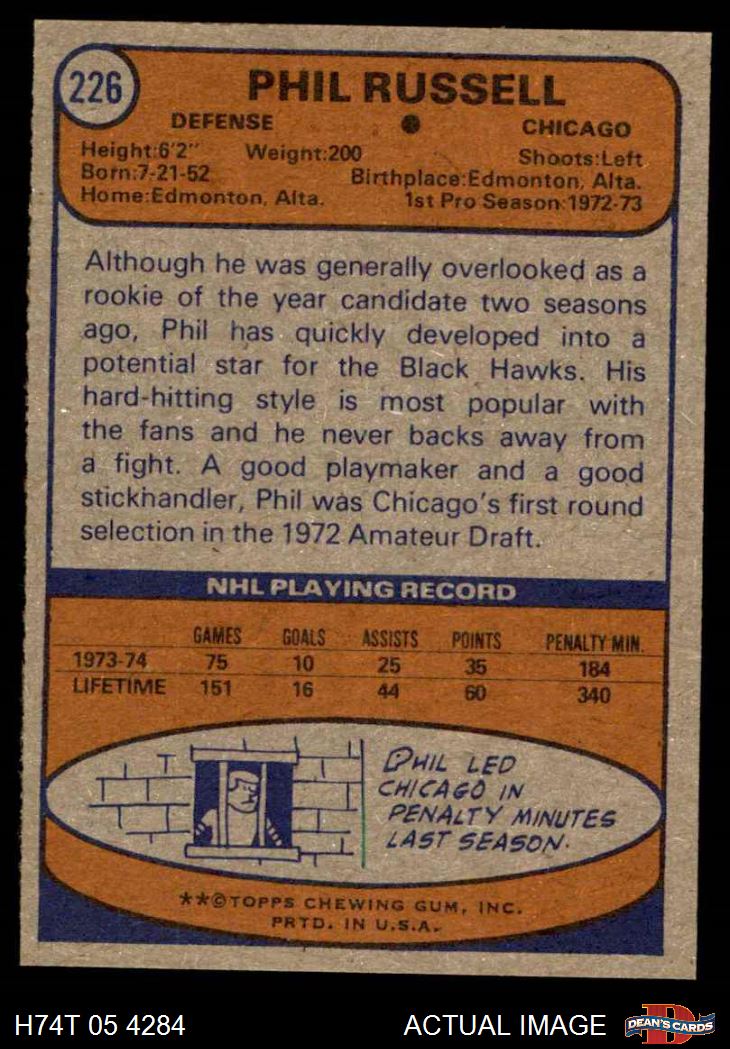 226
PHIL RUSSELL
DEFENSE ● CHICAGO
Height:6'2" Weight:200 Shoots:Left
Born:7-21-52 Birthplace:Edmonton, Alta.
Home:Edmonton, Alta. 1st Pro Season:1972-73
Although he was generally overlooked as a
rookie of the year candidate two seasons
ago, Phil has quickly developed into a
potential star for the Black Hawks. His
hard-hitting style is most popular with
the fans and he never backs away from
a fight. A good playmaker and a good
stickhandler, Phil was Chicago's first round
selection in the 1972 Amateur Draft.
NHL PLAYING RECORD
GAMES GOALS ASSISTS POINTS PENALTY MIN.
1973-74 75 10 25 35 184
LIFETIME 151 16 44 60 340
PHIL LED
CHICAGO IN
PENALTY MINUTES
LAST SEASON.
**©TOPPS CHEWING GUM, INC.
PRTD. IN U.S.A.
H74T 05 4284 ACTUAL IMAGE
D
DEAN'S CARDS